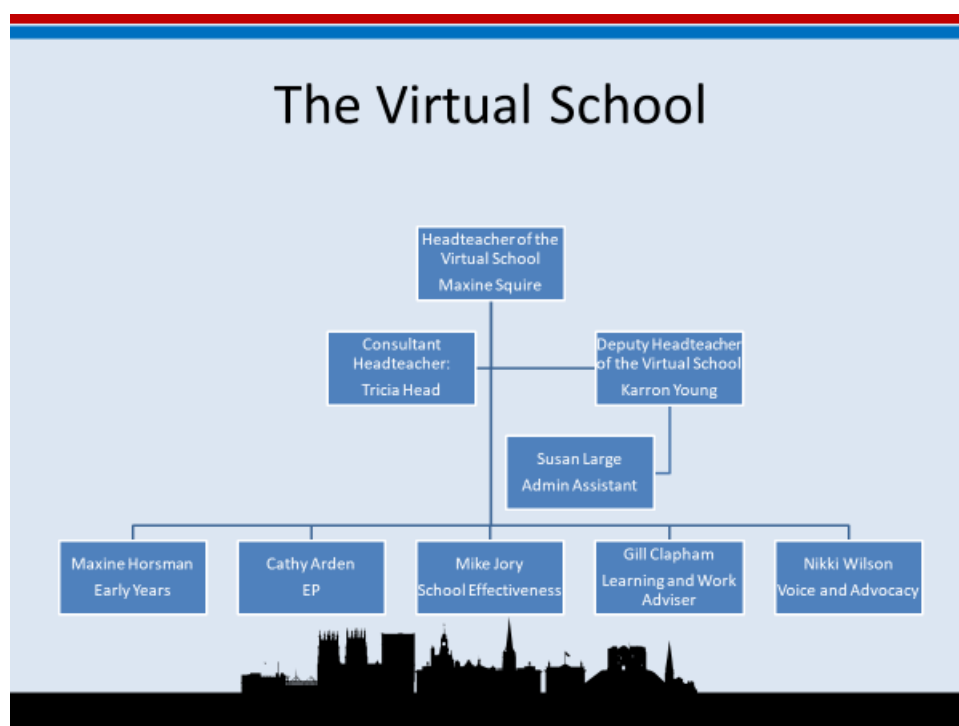 The Virtual School
Headteacher of the
Virtual School
Maxine Squire
Consultant
Headteacher:
Tricia Head
Deputy Headteacher
of the Virtual School
Karron Young
Susan Large
Admin Assistant
Maxine Horsman
Early Years
Cathy Arden
EP
Mike Jory
School Effectiveness
Gill Clapham
Learning and Work
Adviser
Nikki Wilson
Voice and Advocacy